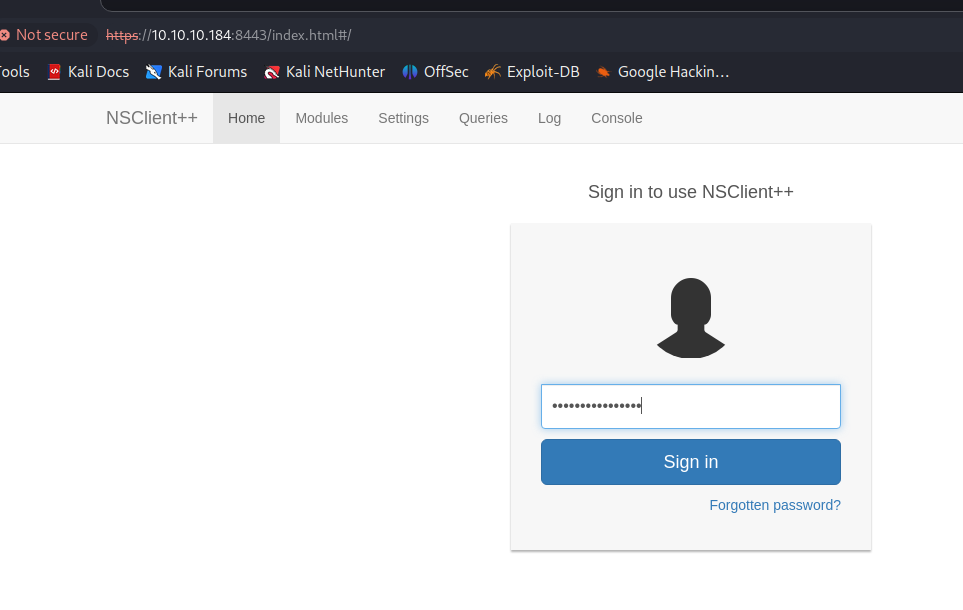 Not secure https://10.10.10.184:8443/index.html#/
Tools Kali Docs Kali Forums Kali NetHunter OffSec Exploit-DB Google Hackin…
NSClient++ Home Modules Settings Queries Log Console
Sign in to use NSClient++
••••••••••••••••
Sign in
Forgotten password?